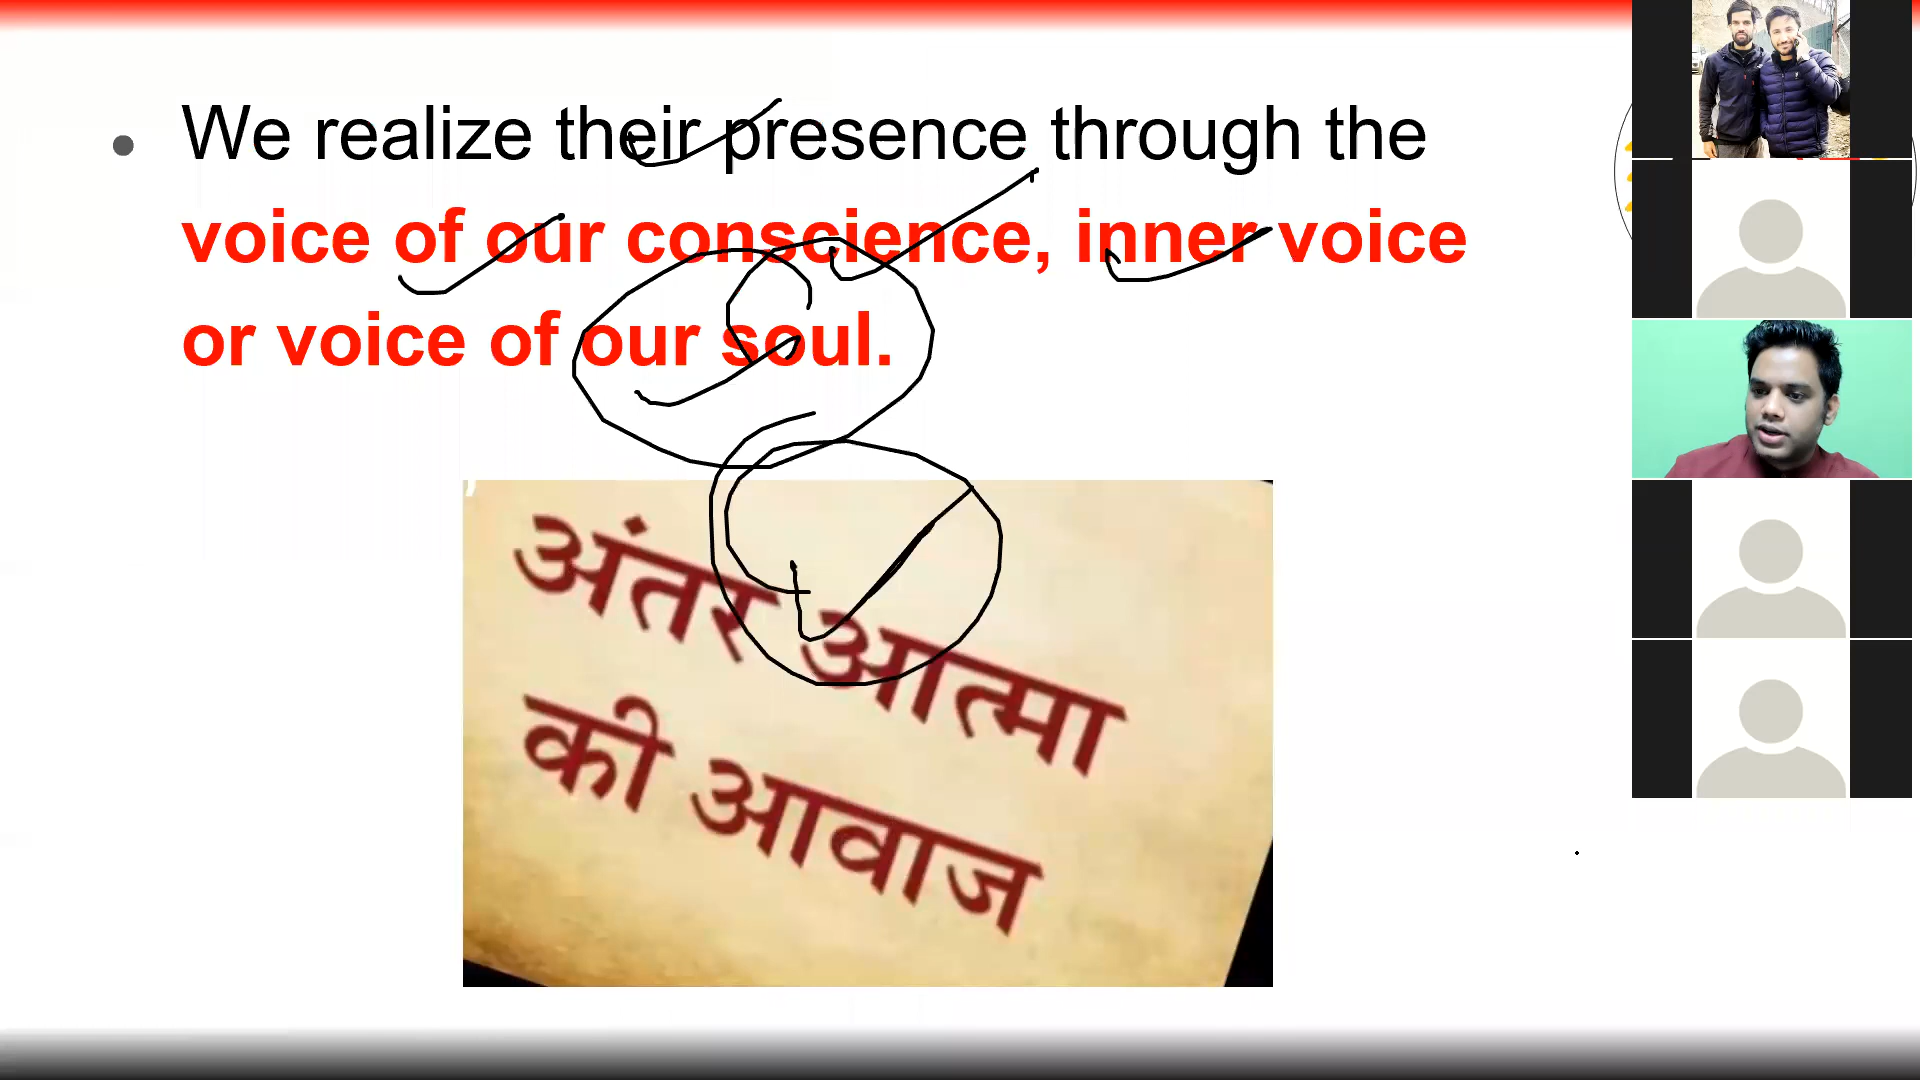 We realize their presence through the
voice of our conscience, inner voice
or voice of our soul.
अंतर आत्मा
की आवाज